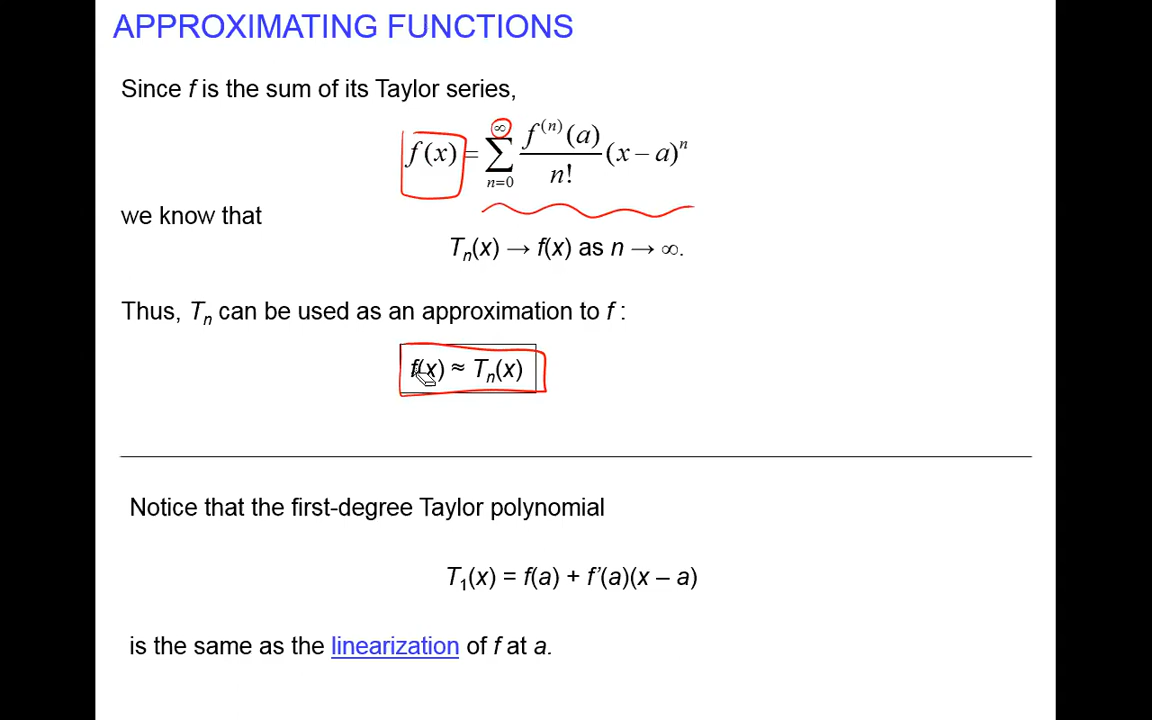 APPROXIMATING FUNCTIONS
Since f is the sum of its Taylor series,
f(x) = ∑_{n=0}^{∞} f^{(n)}(a)/n! (x – a)^n
we know that
T_n(x) → f(x) as n → ∞.
Thus, T_n can be used as an approximation to f :
f(x) ≈ T_n(x)
Notice that the first-degree Taylor polynomial
T_1(x) = f(a) + f’(a)(x – a)
is the same as the linearization of f at a.